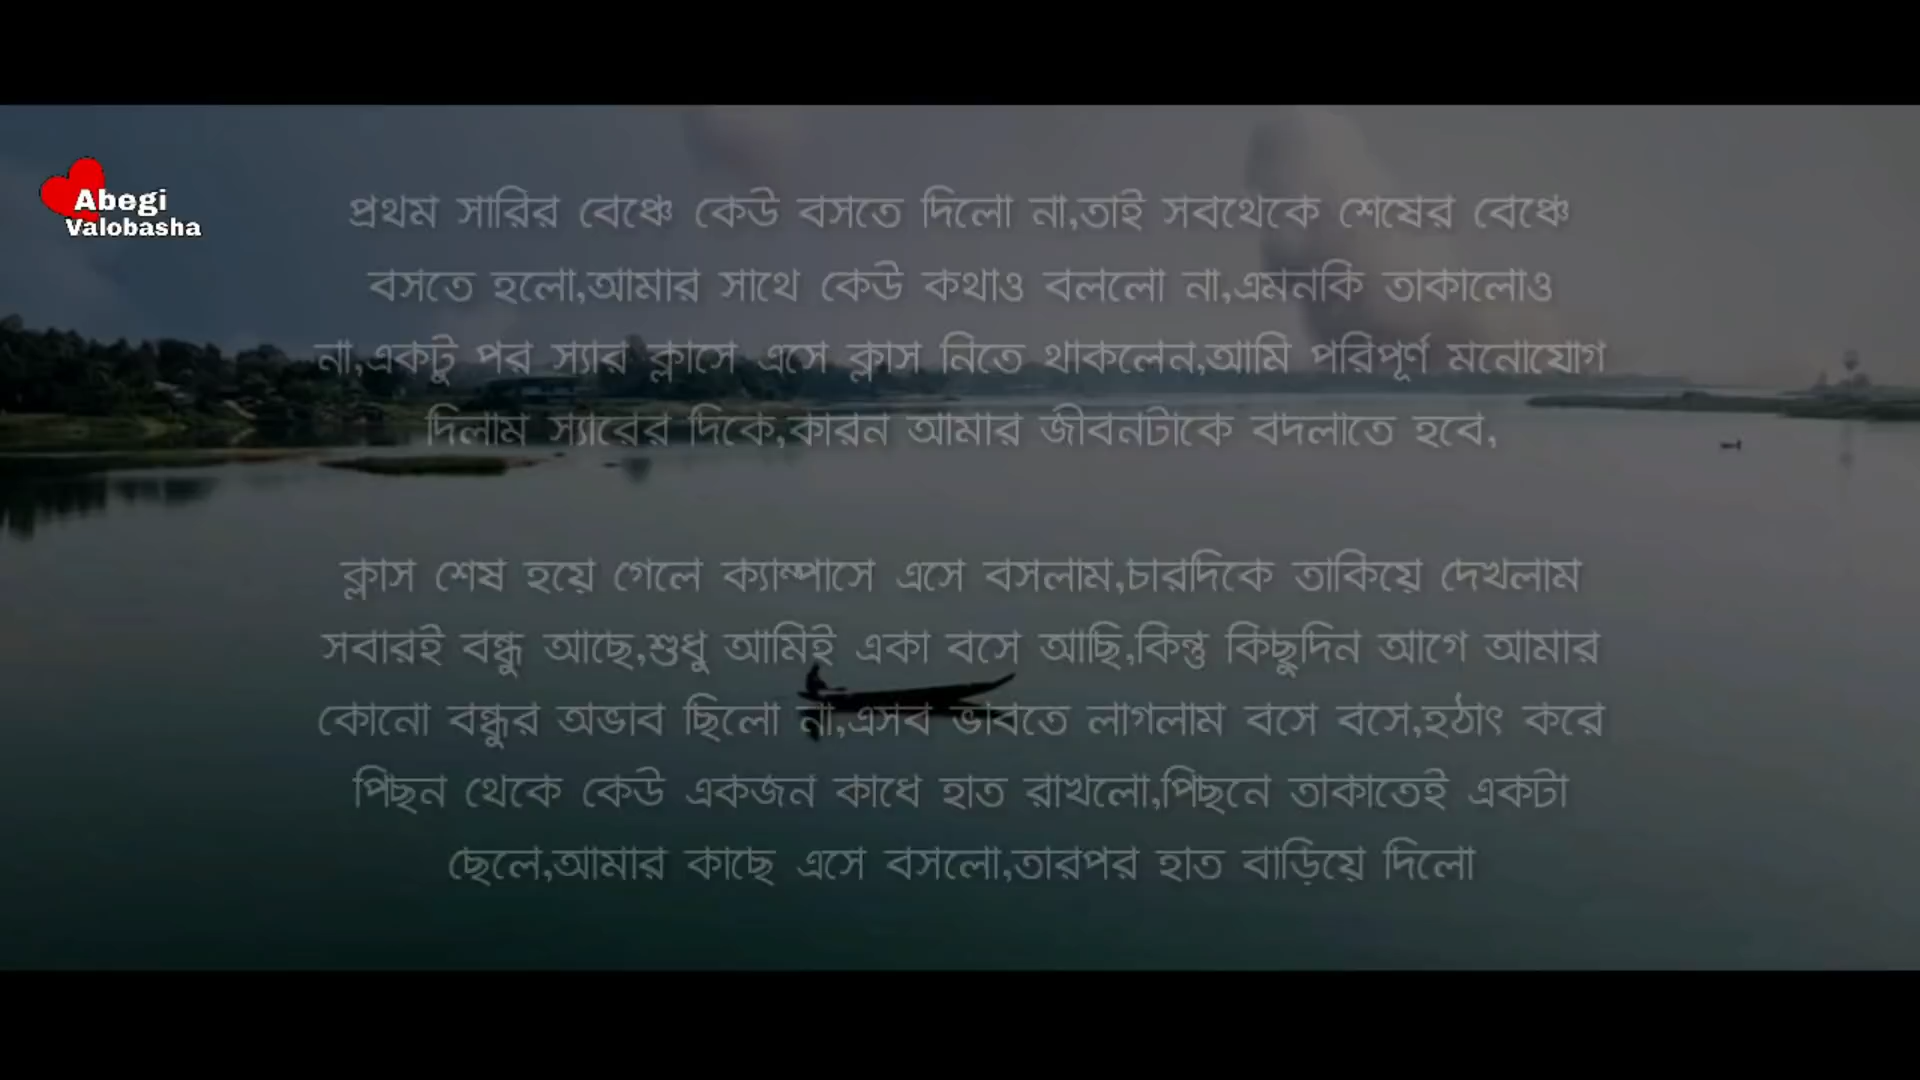 Abegi
Valobasha
প্রথম সারির বেঞ্চে কেউ বসতে দিলো না,তাই সবথেকে শেষের বেঞ্চে
বসতে হলো,আমার সাথে কেউ কথাও বললো না,এমনকি তাকালোও
না,একটু পর স্যার ক্লাসে এসে ক্লাস নিতে থাকলেন,আমি পরিপূর্ণ মনোযোগ
দিলাম স্যারের দিকে,কারন আমার জীবনটাকে বদলাতে হবে,
ক্লাস শেষ হয়ে গেলে ক্যাম্পাসে এসে বসলাম,চারদিকে তাকিয়ে দেখলাম
সবারই বন্ধু আছে,শুধু আমিই একা বসে আছি,কিন্তু কিছুদিন আগে আমার
কোনো বন্ধুর অভাব ছিলো না,এসব ভাবতে লাগলাম বসে বসে,হঠাৎ করে
পিছন থেকে কেউ একজন কাধে হাত রাখলো,পিছনে তাকাতেই একটা
ছেলে,আমার কাছে এসে বসলো,তারপর হাত বাড়িয়ে দিলো